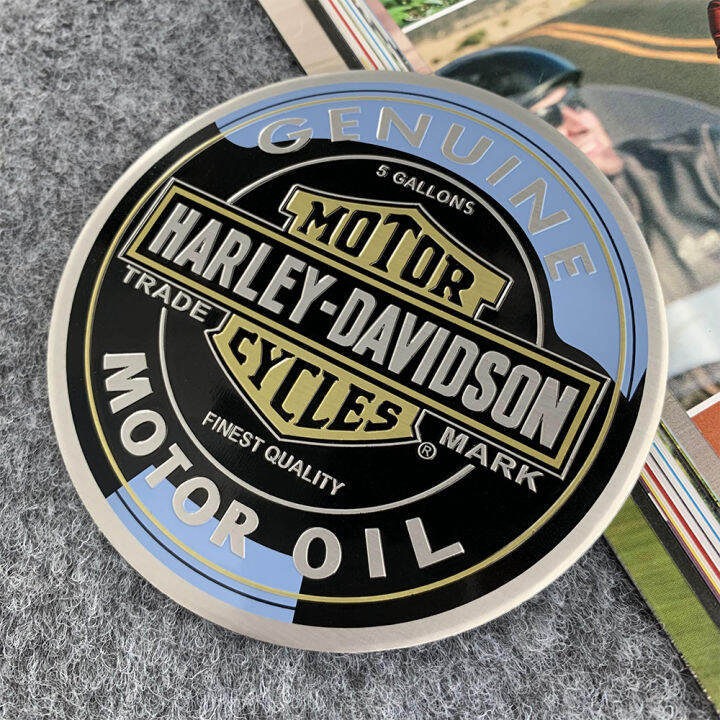 GENUINE
5 GALLONS
MOTOR
HARLEY-DAVIDSON
CYCLES
TRADE MARK
®
FINEST QUALITY
MOTOR OIL